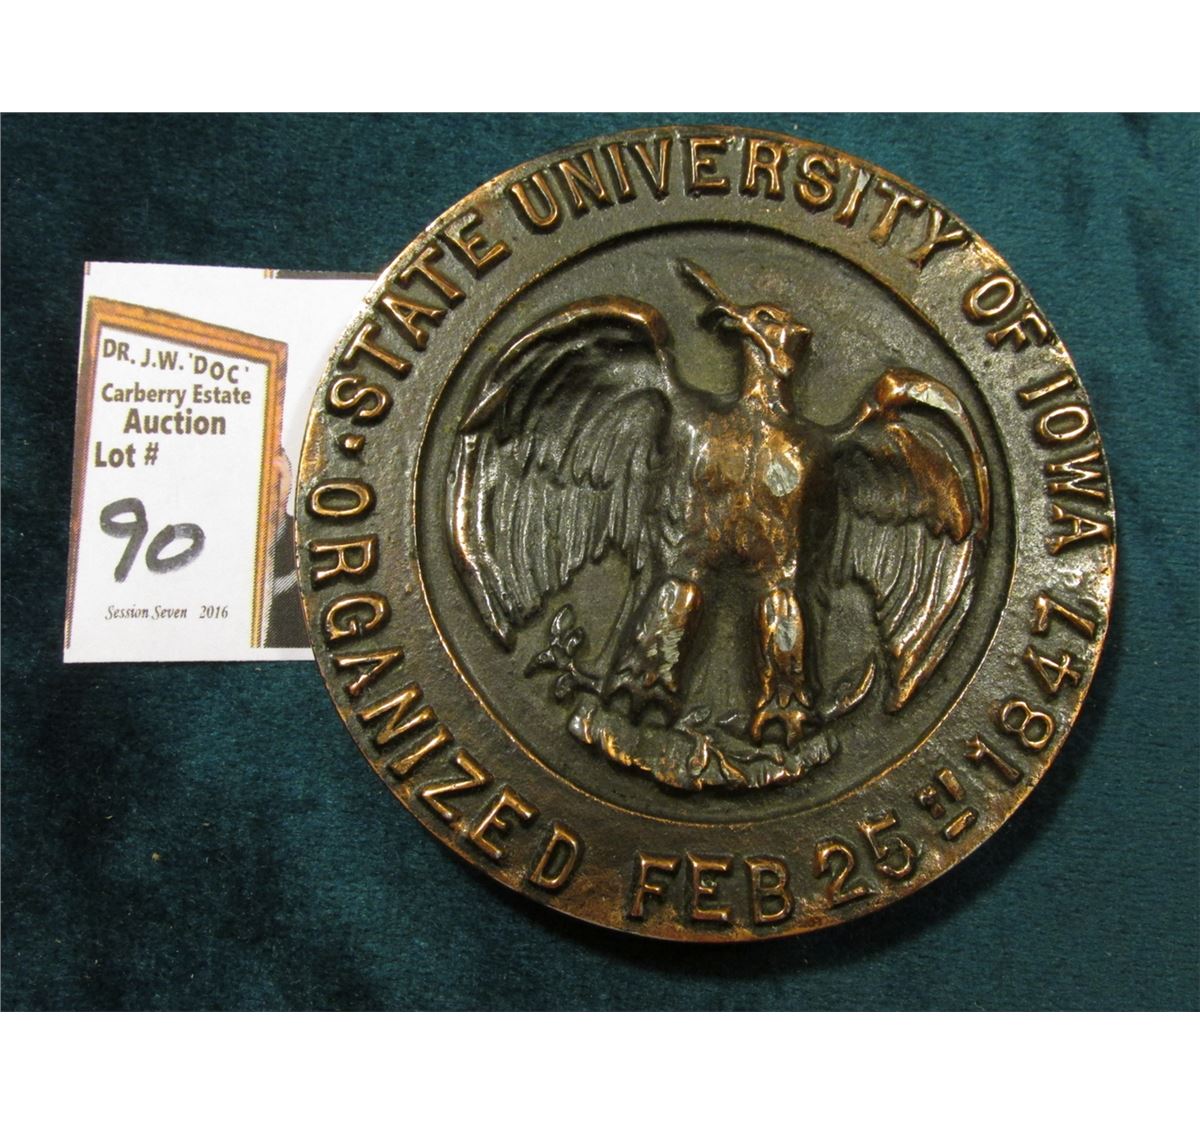 DR. J.W. 'DOC'
Carberry Estate
Auction
Lot #
90
Session Seven 2016
·STATE UNIVERSITY OF IOWA
ORGANIZED FEB 25TH 1847